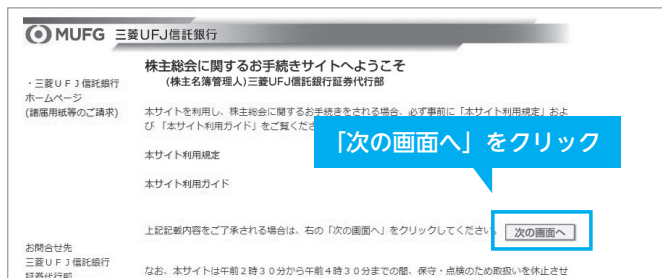 MUFG 三菱UFJ信託銀行
株主総会に関するお手続きサイトへようこそ
(株主名簿管理人)三菱UFJ信託銀行証券代行部
・三菱UFJ信託銀行
ホームページ
(諸届用紙等のご請求)
本サイトを利用し、株主総会に関するお手続きをされる場合、必ず事前に「本サイト利用規定」およ
び「本サイト利用ガイド」をご覧くださ
「次の画面へ」をクリック
本サイト利用規定
本サイト利用ガイド
上記記載内容をご了承される場合は、右の「次の画面へ」をクリックしてください。
次の画面へ
お問合せ先
三菱UFJ信託銀行
証券代行部
なお、本サイトは午前2時30分から午前4時30分までの間、保守・点検のため取扱いを休止させ